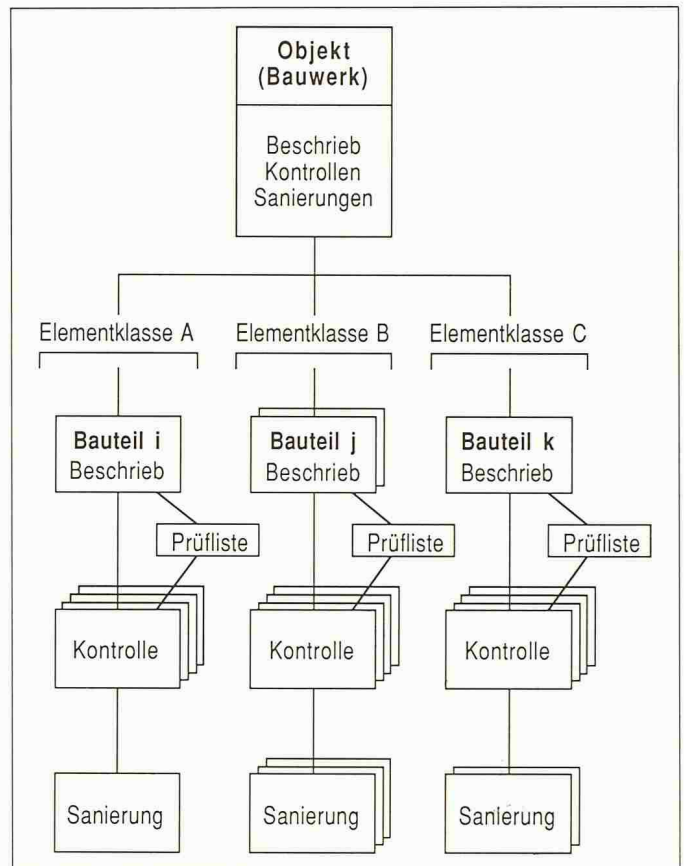 Objekt
(Bauwerk)
Beschrieb
Kontrollen
Sanierungen
Elementklasse A
Elementklasse B
Elementklasse C
Bauteil i
Beschrieb
Bauteil j
Beschrieb
Bauteil k
Beschrieb
Prüfliste
Prüfliste
Prüfliste
Kontrolle
Kontrolle
Kontrolle
Sanierung
Sanierung
Sanierung